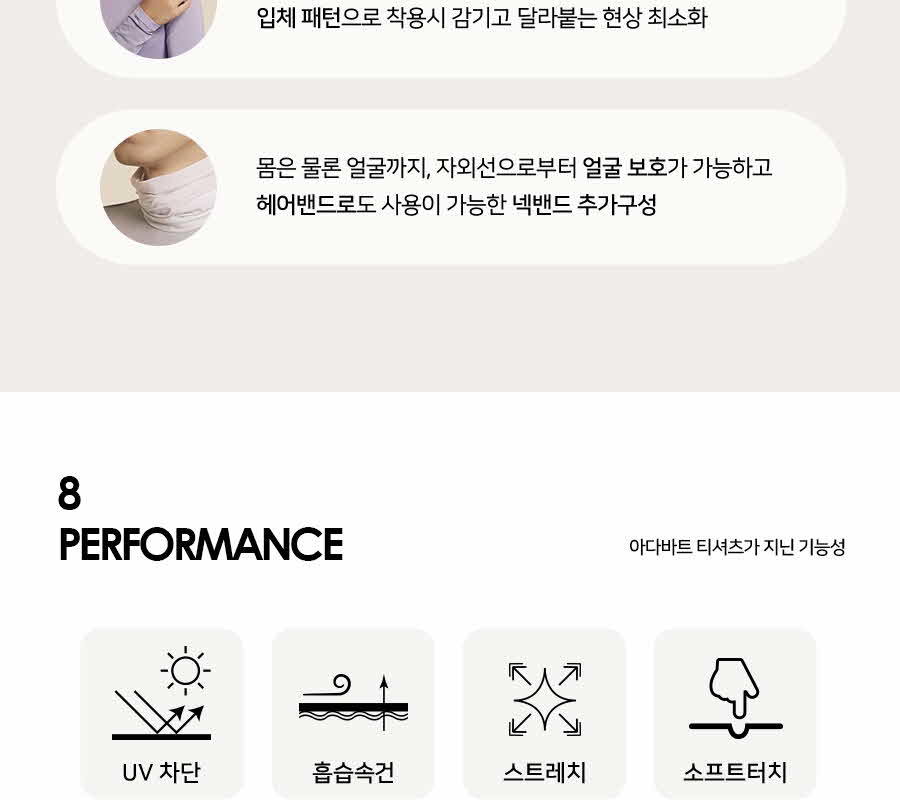 입체 패턴으로 착용시 감기고 달라붙는 현상 최소화
몸은 물론 얼굴까지, 자외선으로부터 얼굴 보호가 가능하고
헤어밴드로도 사용이 가능한 넥밴드 추가구성
8
PERFORMANCE
아다바트 티셔츠가 지닌 기능성
UV 차단
흡습속건
스트레치
소프트터치